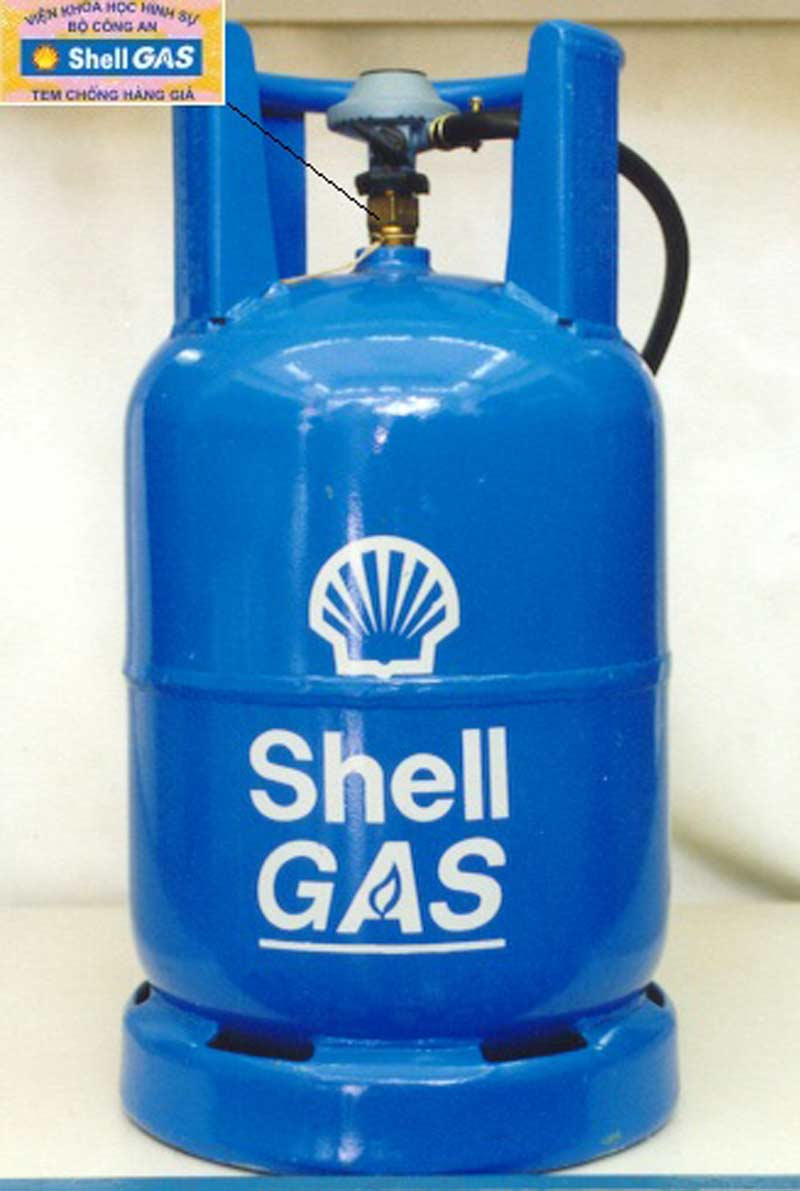 VIỆN KHOA HỌC HÌNH SỰ
BỘ CÔNG AN
Shell GAS
TEM CHỐNG HÀNG GIẢ
Shell
GAS